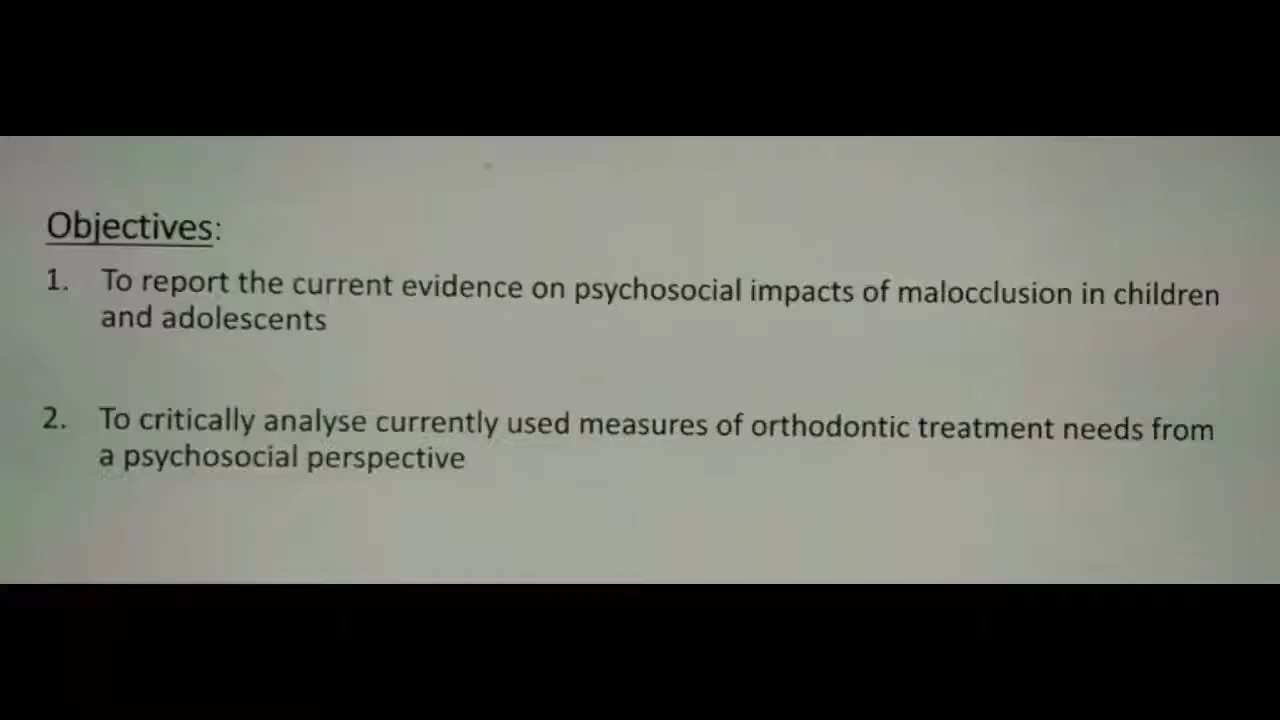 Objectives:
1. To report the current evidence on psychosocial impacts of malocclusion in children
and adolescents
2. To critically analyse currently used measures of orthodontic treatment needs from
a psychosocial perspective